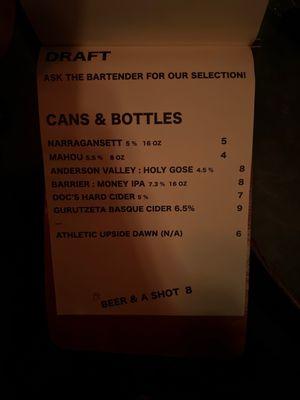 DRAFT
ASK THE BARTENDER FOR OUR SELECTION!
CANS & BOTTLES
NARRAGANSETT 5% 16 OZ 5
MAHOU 5.5% 8 OZ 4
ANDERSON VALLEY : HOLY GOSE 4.5% 8
BARRIER : MONEY IPA 7.3% 16 OZ 8
DOC'S HARD CIDER 5% 7
GURUTZETA BASQUE CIDER 6.5% 9
—
ATHLETIC UPSIDE DAWN (N/A) 6
BEER & A SHOT 8